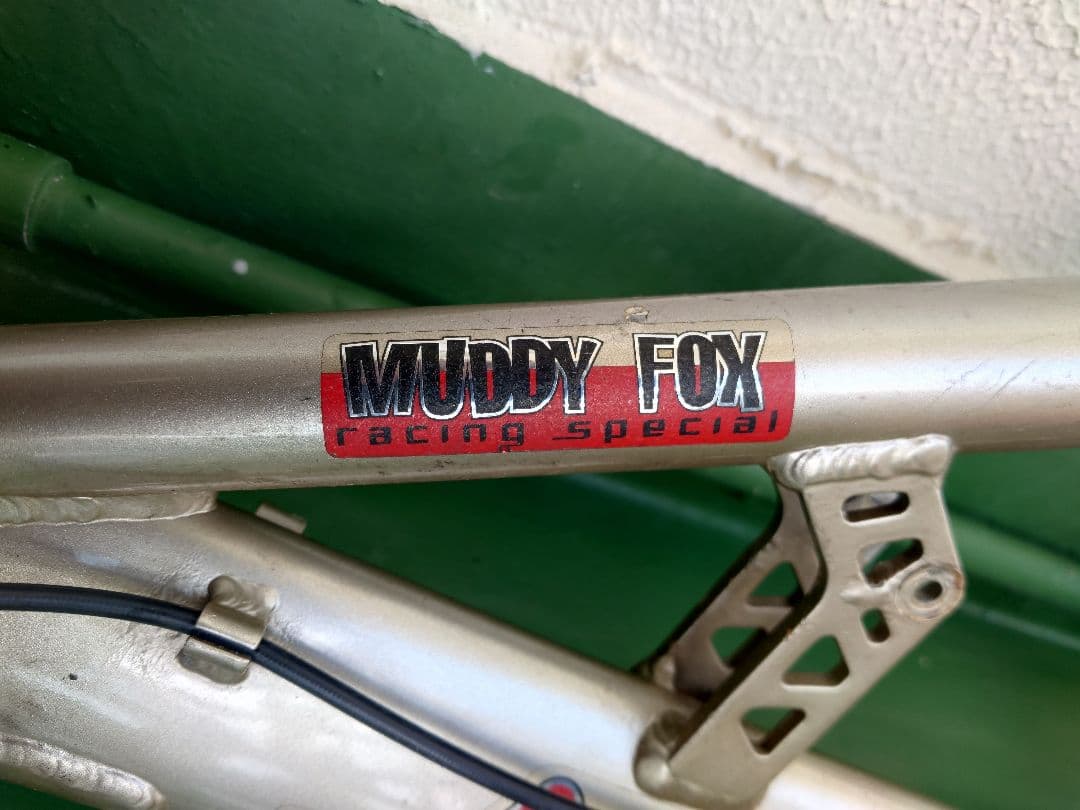 MUDDY FOX
racing special